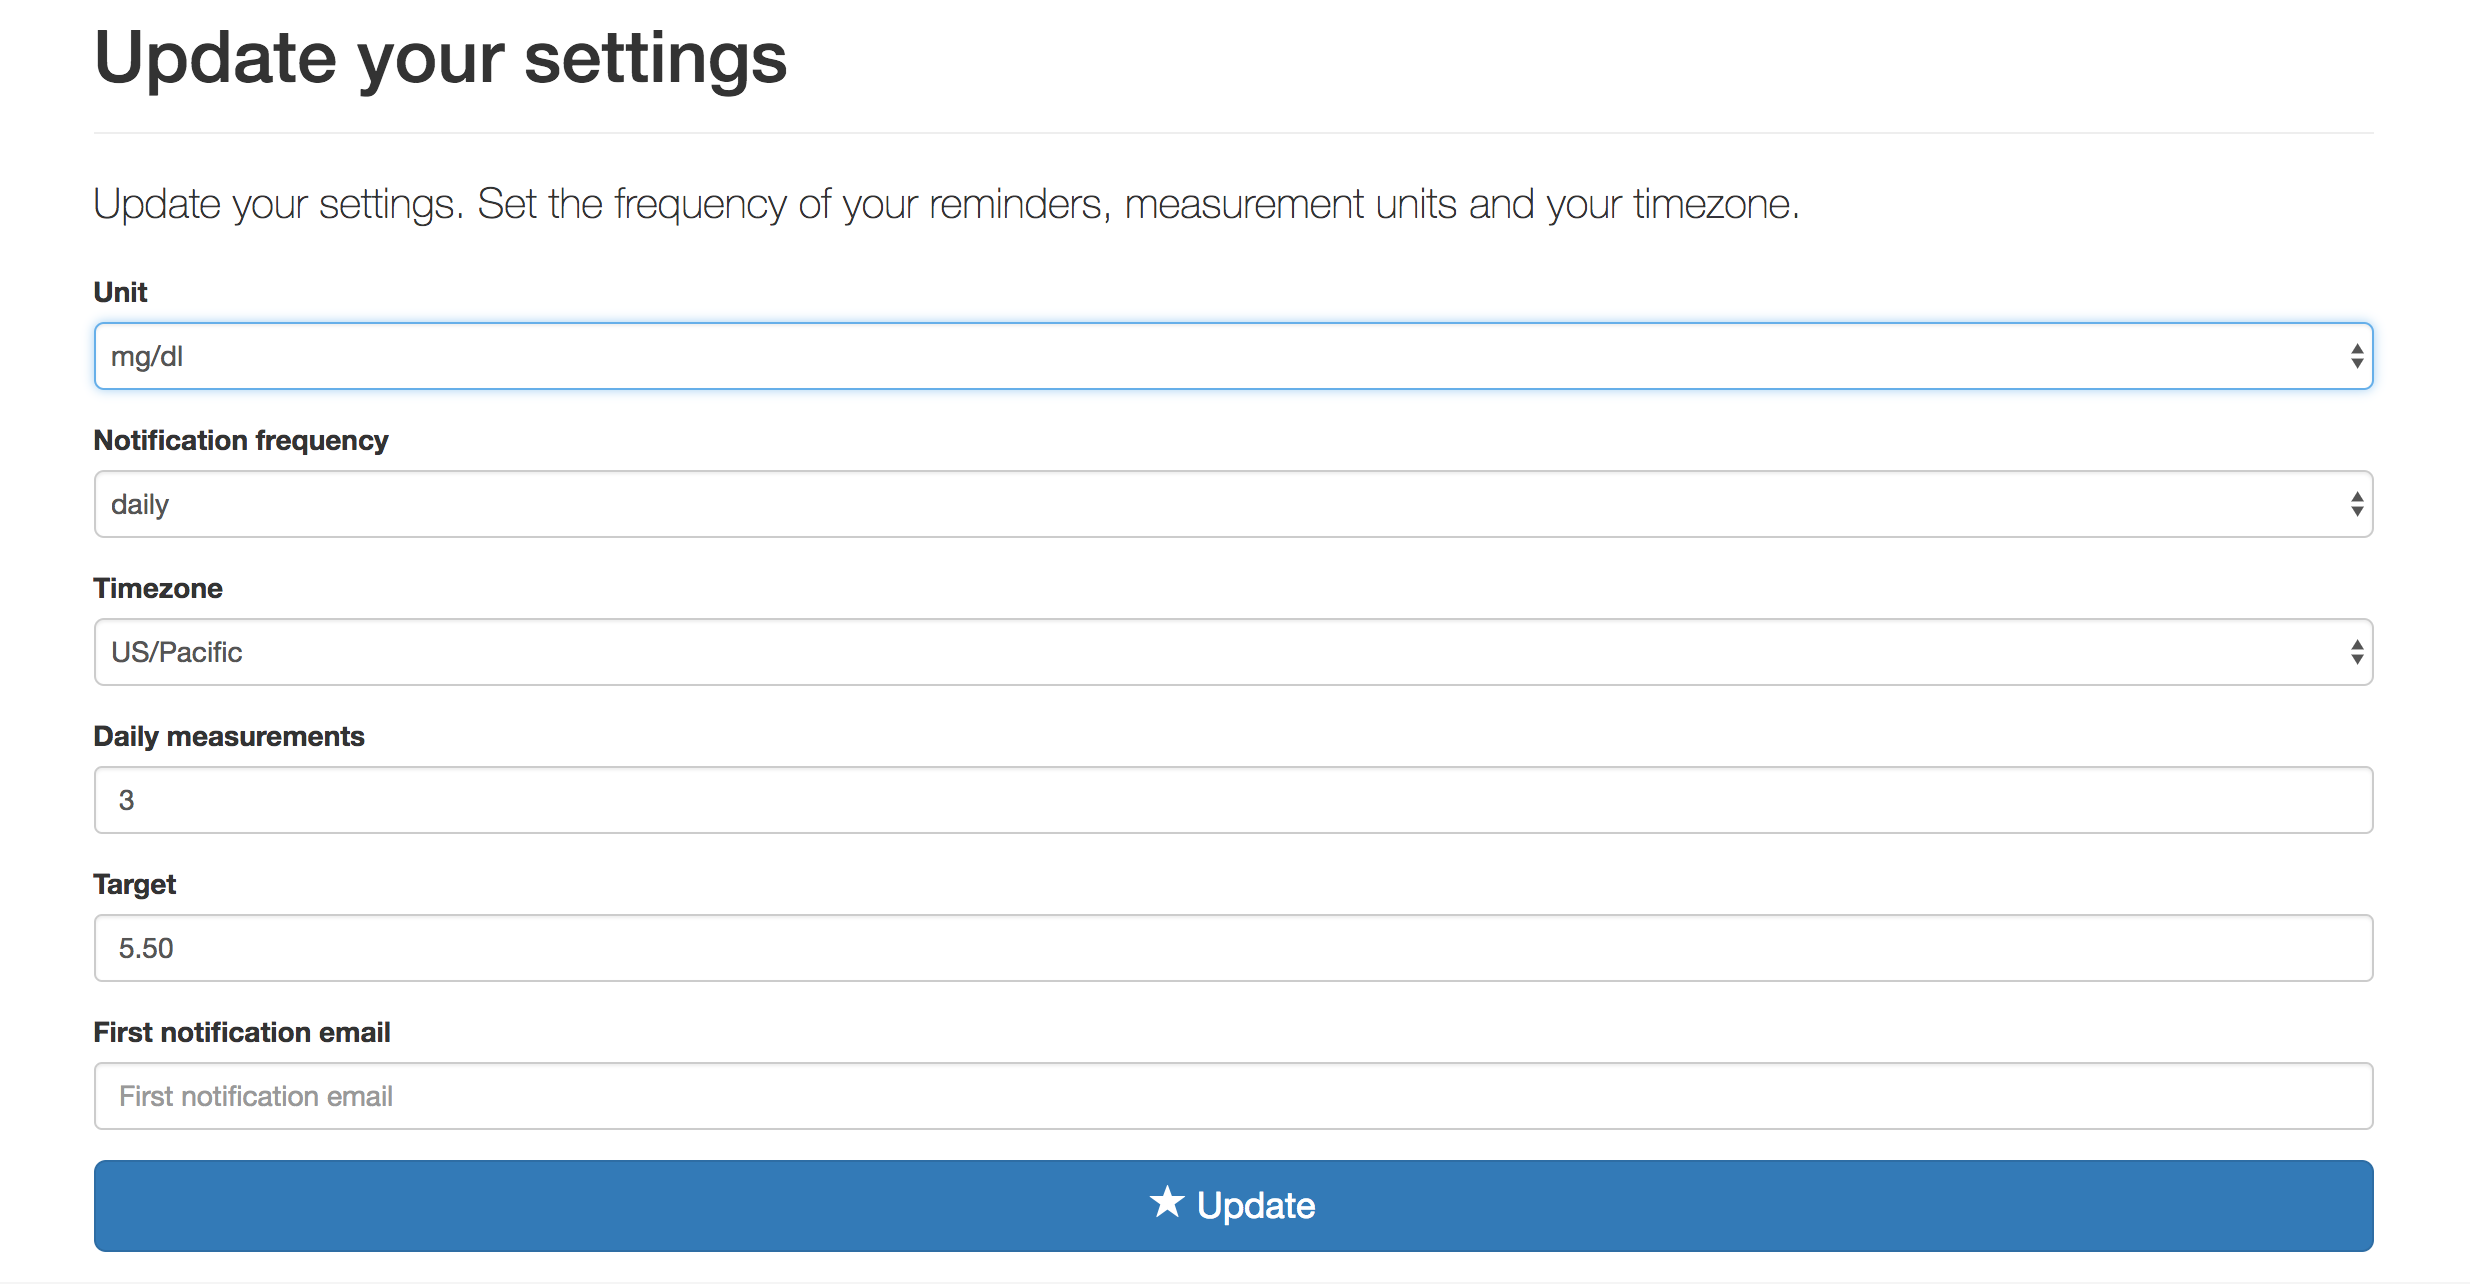 Update your settings
Update your settings. Set the frequency of your reminders, measurement units and your timezone.
Unit
mg/dl
Notification frequency
daily
Timezone
US/Pacific
Daily measurements
3
Target
5.50
First notification email
First notification email
★ Update